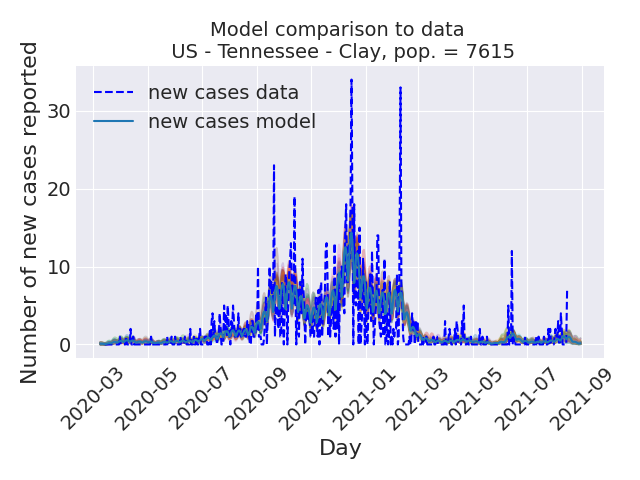 Model comparison to data
US - Tennessee - Clay, pop. = 7615
Number of new cases reported
new cases data
new cases model
30
20
10
0
2020-03
2020-05
2020-07
2020-09
2020-11
2021-01
2021-03
2021-05
2021-07
2021-09
Day